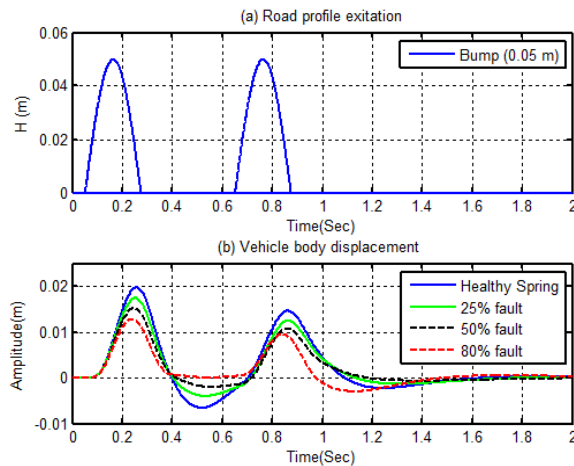 (a) Road profile exitation
0.06
0.04
0.02
0
H (m)
Bump (0.05 m)
0 0.2 0.4 0.6 0.8 1 1.2 1.4 1.6 1.8 2
Time(Sec)
(b) Vehicle body displacement
0.02
0.01
0
-0.01
Amplitude(m)
Healthy Spring
25% fault
50% fault
80% fault
0 0.2 0.4 0.6 0.8 1 1.2 1.4 1.6 1.8 2
Time(Sec)